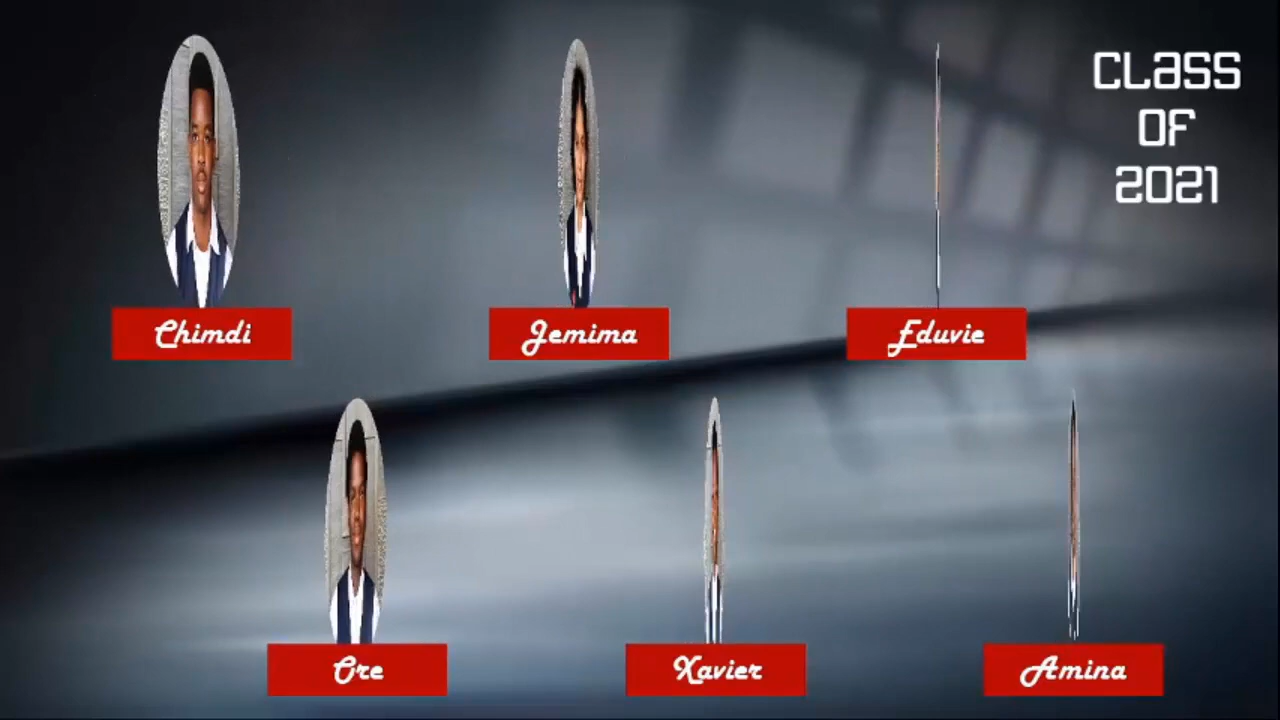 CLaSS
OF
2021
Chimdi
Jemima
Eduvie
Ore
Xavier
Amina